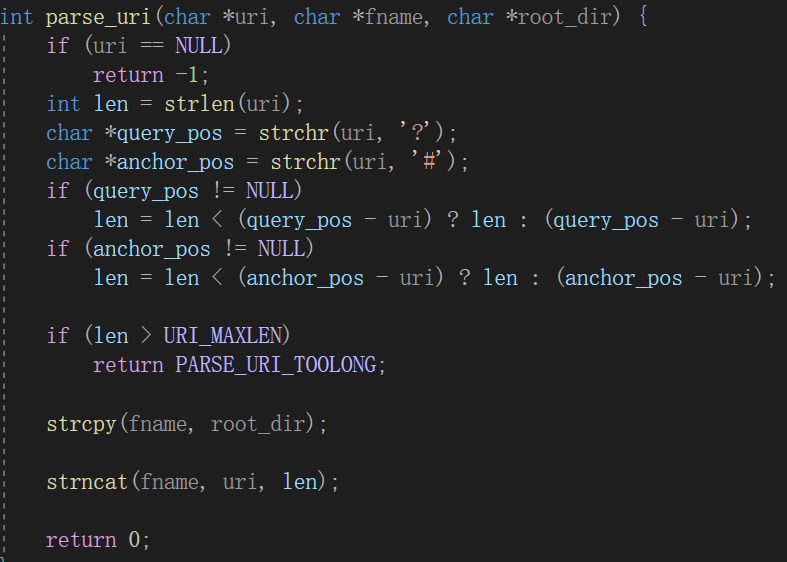 int parse_uri(char *uri, char *fname, char *root_dir) {
    if (uri == NULL)
        return -1;
    int len = strlen(uri);
    char *query_pos = strchr(uri, '?');
    char *anchor_pos = strchr(uri, '#');
    if (query_pos != NULL)
        len = len < (query_pos - uri) ? len : (query_pos - uri);
    if (anchor_pos != NULL)
        len = len < (anchor_pos - uri) ? len : (anchor_pos - uri);

    if (len > URI_MAXLEN)
        return PARSE_URI_TOOLONG;

    strcpy(fname, root_dir);

    strncat(fname, uri, len);

    return 0;